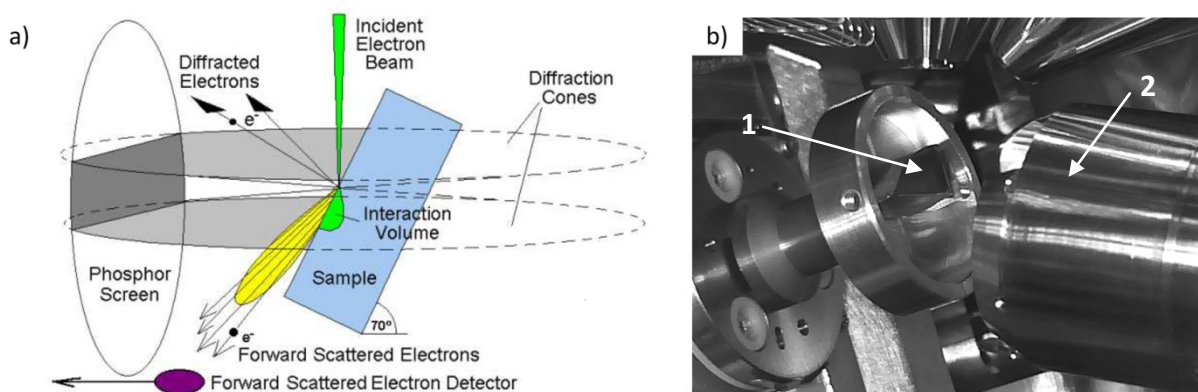 a)
Incident
Electron
Beam
Diffracted
Electrons
Diffraction
Cones
e-
Interaction
Volume
Phosphor
Screen
Sample
70°
e-
Forward Scattered Electrons
Forward Scattered Electron Detector
b)
1
2